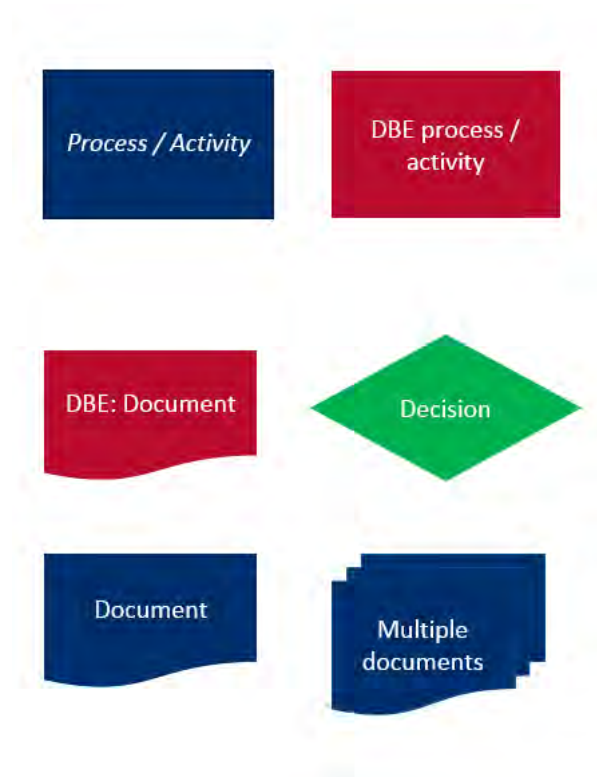 Process / Activity
DBE process /
activity
DBE: Document
Decision
Document
Multiple
documents